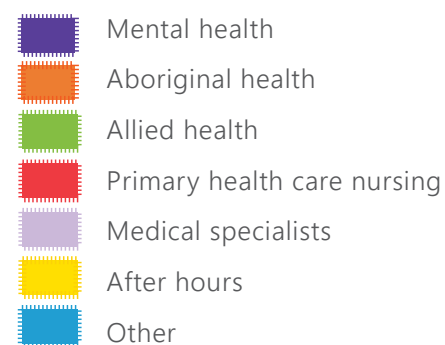 Mental health
Aboriginal health
Allied health
Primary health care nursing
Medical specialists
After hours
Other